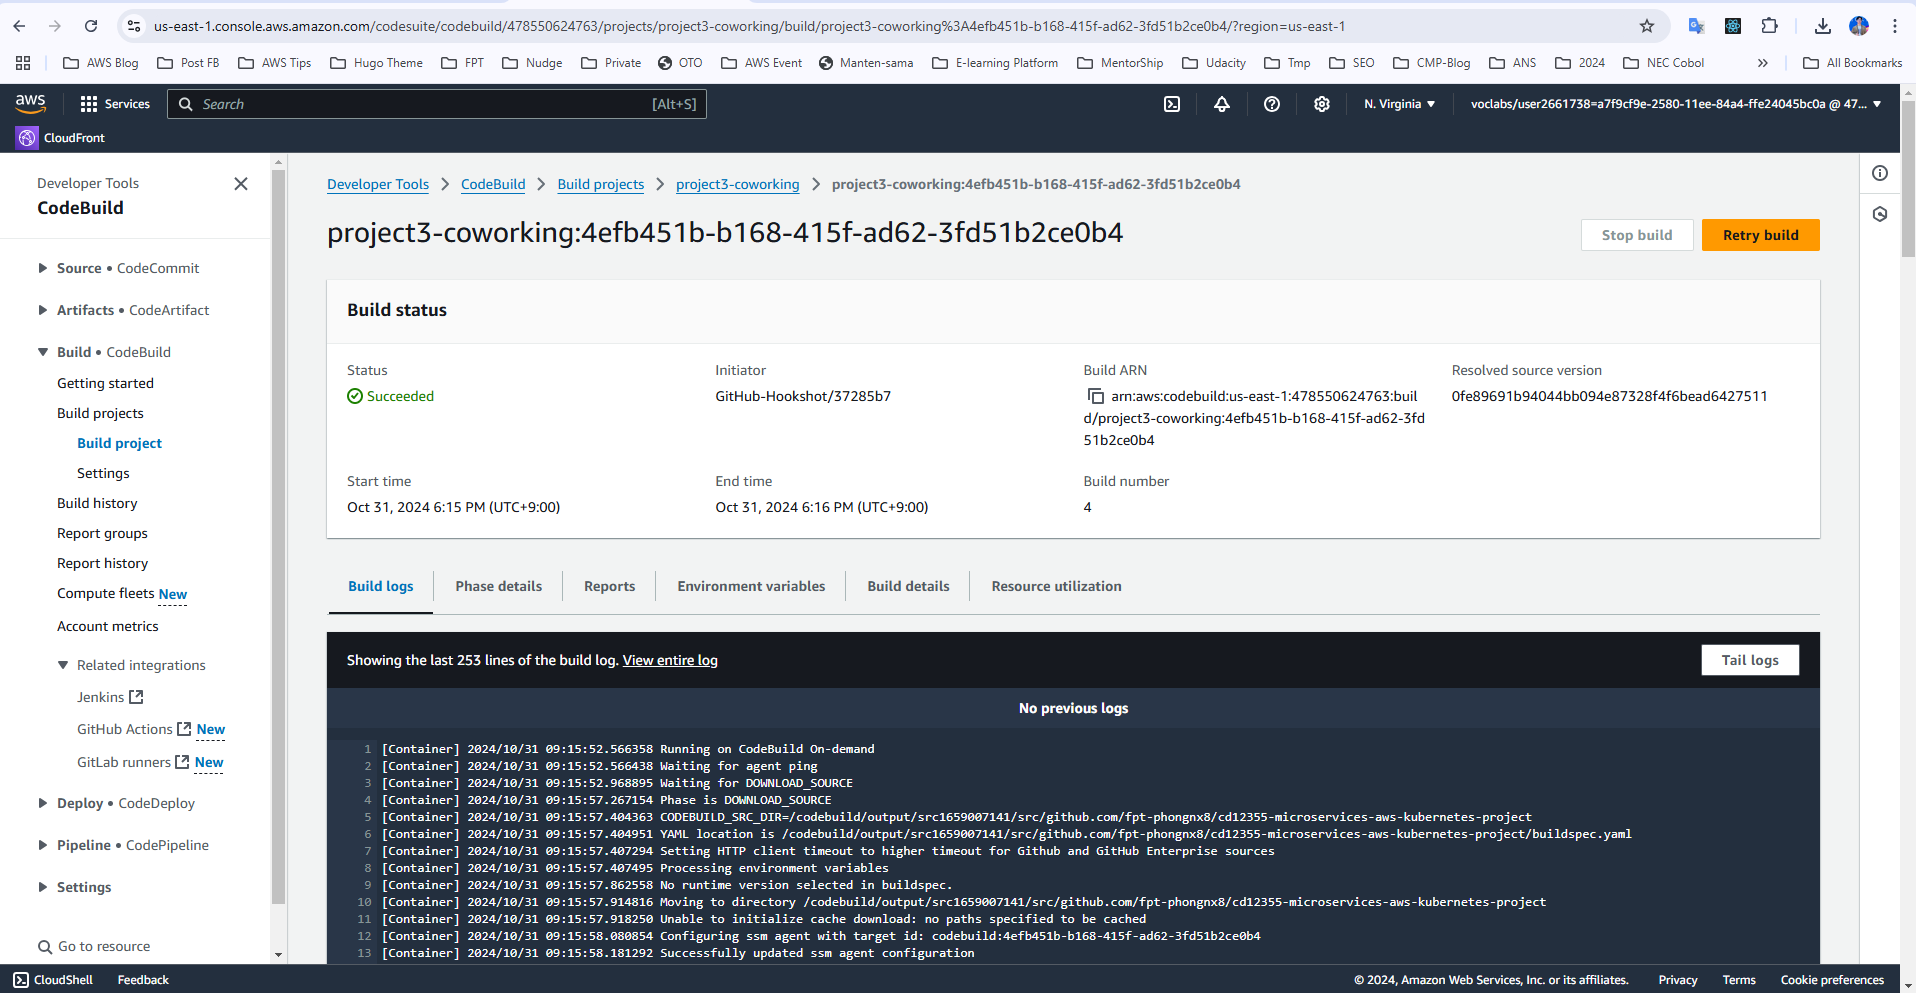 us-east-1.console.aws.amazon.com/codesuite/codebuild/478550624763/projects/project3-coworking/build/project3-coworking%3A4efb451b-b168-415f-ad62-3fd51b2ce0b4/?region=us-east-1
AWS Blog Post FB AWS Tips Hugo Theme FPT Nudge Private OTO AWS Event Manten-sama E-learning Platform MentorShip Udacity Tmp SEO CMP-Blog ANS 2024 NEC Cobol » All Bookmarks
aws Services Search [Alt+S] N. Virginia ▼ voclabs/user2661738=a7f9cf9e-2580-11ee-84a4-ffe24045bc0a @ 47... ▼
CloudFront
Developer Tools
CodeBuild
Source • CodeCommit
Artifacts • CodeArtifact
Build • CodeBuild
Getting started
Build projects
Build project
Settings
Build history
Report groups
Report history
Compute fleets New
Account metrics
Related integrations
Jenkins
GitHub Actions New
GitLab runners New
Deploy • CodeDeploy
Pipeline • CodePipeline
Settings
Go to resource
Developer Tools > CodeBuild > Build projects > project3-coworking > project3-coworking:4efb451b-b168-415f-ad62-3fd51b2ce0b4
project3-coworking:4efb451b-b168-415f-ad62-3fd51b2ce0b4
Stop build Retry build
Build status
Status
Succeeded
Initiator
GitHub-Hookshot/37285b7
Build ARN
arn:aws:codebuild:us-east-1:478550624763:buil
d/project3-coworking:4efb451b-b168-415f-ad62-3fd
51b2ce0b4
Resolved source version
0fe89691b94044bb094e87328f4f6bead6427511
Start time
Oct 31, 2024 6:15 PM (UTC+9:00)
End time
Oct 31, 2024 6:16 PM (UTC+9:00)
Build number
4
Build logs Phase details Reports Environment variables Build details Resource utilization
Showing the last 253 lines of the build log. View entire log
Tail logs
No previous logs
1 [Container] 2024/10/31 09:15:52.566358 Running on CodeBuild On-demand
2 [Container] 2024/10/31 09:15:52.566438 Waiting for agent ping
3 [Container] 2024/10/31 09:15:52.968895 Waiting for DOWNLOAD_SOURCE
4 [Container] 2024/10/31 09:15:57.267154 Phase is DOWNLOAD_SOURCE
5 [Container] 2024/10/31 09:15:57.404363 CODEBUILD_SRC_DIR=/codebuild/output/src1659007141/src/github.com/fpt-phongnx8/cd12355-microservices-aws-kubernetes-project
6 [Container] 2024/10/31 09:15:57.404951 YAML location is /codebuild/output/src1659007141/src/github.com/fpt-phongnx8/cd12355-microservices-aws-kubernetes-project/buildspec.yaml
7 [Container] 2024/10/31 09:15:57.407294 Setting HTTP client timeout to higher timeout for Github and GitHub Enterprise sources
8 [Container] 2024/10/31 09:15:57.407495 Processing environment variables
9 [Container] 2024/10/31 09:15:57.862558 No runtime version selected in buildspec.
10 [Container] 2024/10/31 09:15:57.914816 Moving to directory /codebuild/output/src1659007141/src/github.com/fpt-phongnx8/cd12355-microservices-aws-kubernetes-project
11 [Container] 2024/10/31 09:15:57.918250 Unable to initialize cache download: no paths specified to be cached
12 [Container] 2024/10/31 09:15:58.080854 Configuring ssm agent with target id: codebuild:4efb451b-b168-415f-ad62-3fd51b2ce0b4
13 [Container] 2024/10/31 09:15:58.181292 Successfully updated ssm agent configuration
CloudShell Feedback © 2024, Amazon Web Services, Inc. or its affiliates. Privacy Terms Cookie preferences